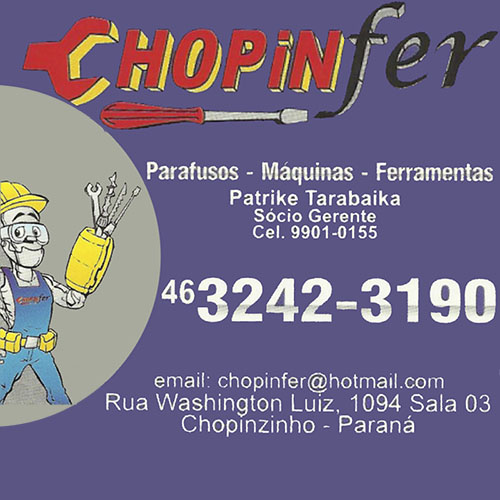 CHOPiNfer
Parafusos - Máquinas - Ferramentas
Patrike Tarabaika
Sócio Gerente
Cel. 9901-0155
46 3242-3190
email: chopinfer@hotmail.com
Rua Washington Luiz, 1094 Sala 03
Chopinzinho - Paraná
CHOPiNfer